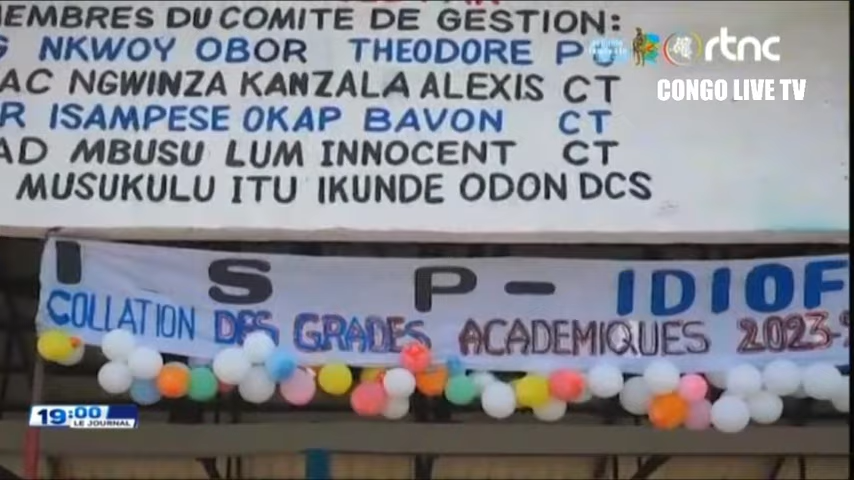 MEMBRES DU COMITE DE GESTION:
NKWOY OBOR THEODORE
rtnc
CONGO LIVE TV
AC NGWINZA KANZALA ALEXIS CT
R ISAMPESE OKAP BAVON CT
AD MBUSU LUM INNOCENT CT
MUSUKULU ITU IKUNDE ODON DCS
I S P - IDIOF
COLLATION DES GRADES ACADEMIQUES 2023-
19:00
LE JOURNAL